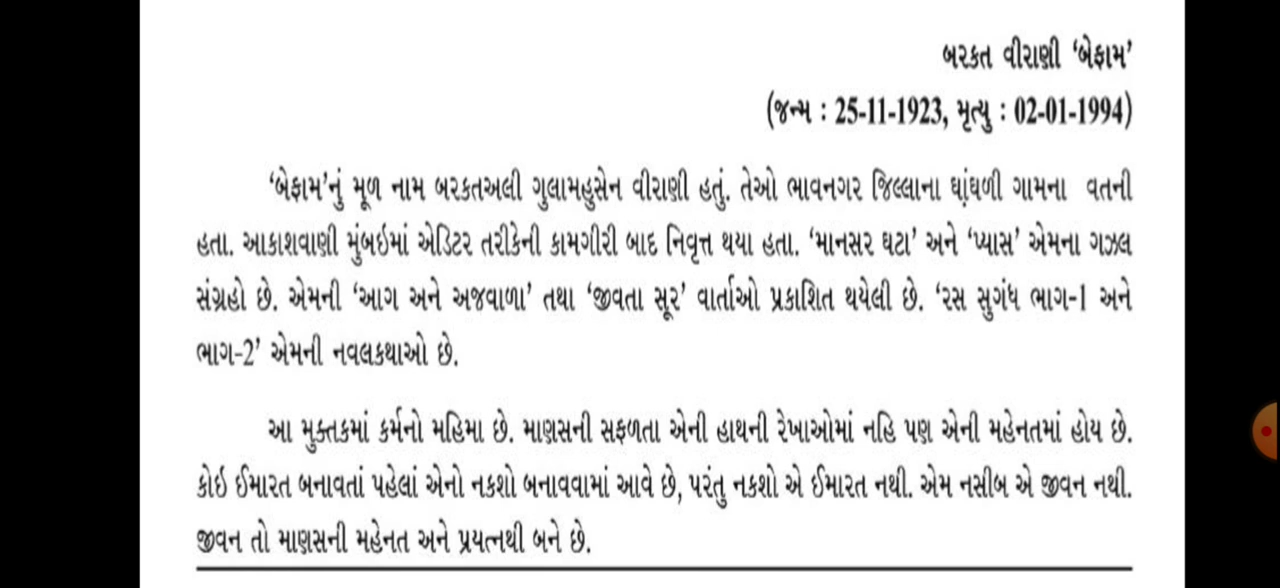 બરકત વીરાણી ‘બેફામ’
(જન્મ : 25-11-1923, મૃત્યુ : 02-01-1994)
‘બેફામ’નું મૂળ નામ બરકતઅલી ગુલામહુસેન વીરાણી હતું. તેઓ ભાવનગર જિલ્લાના ઘાંઘળી ગામના વતની
હતા. આકાશવાણી મુંબઇમાં એડિટર તરીકેની કામગીરી બાદ નિવૃત્ત થયા હતા. ‘માનસર ઘટા’ અને ‘પ્યાસ’ એમના ગઝલ
સંગ્રહો છે. એમની ‘આગ અને અજવાળા’ તથા ‘જીવતા સૂર’ વાર્તાઓ પ્રકાશિત થયેલી છે. ‘રસ સુગંધ ભાગ-1 અને
ભાગ-2’ એમની નવલકથાઓ છે.
આ મુક્તકમાં કર્મનો મહિમા છે. માણસની સફળતા એની હાથની રેખાઓમાં નહિ પણ એની મહેનતમાં હોય છે.
કોઇ ઈમારત બનાવતાં પહેલાં એનો નકશો બનાવવામાં આવે છે, પરંતુ નકશો એ ઈમારત નથી. એમ નસીબ એ જીવન નથી.
જીવન તો માણસની મહેનત અને પ્રયત્નથી બને છે.